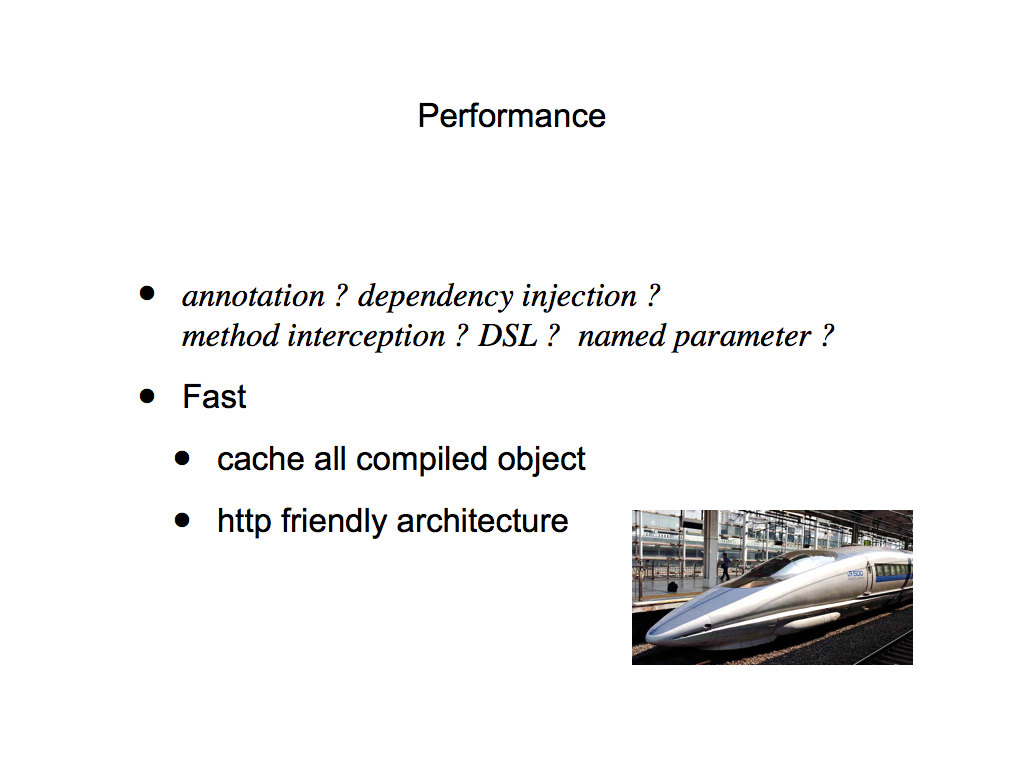 Performance
annotation ? dependency injection ?
method interception ? DSL ? named parameter ?
Fast
cache all compiled object
http friendly architecture